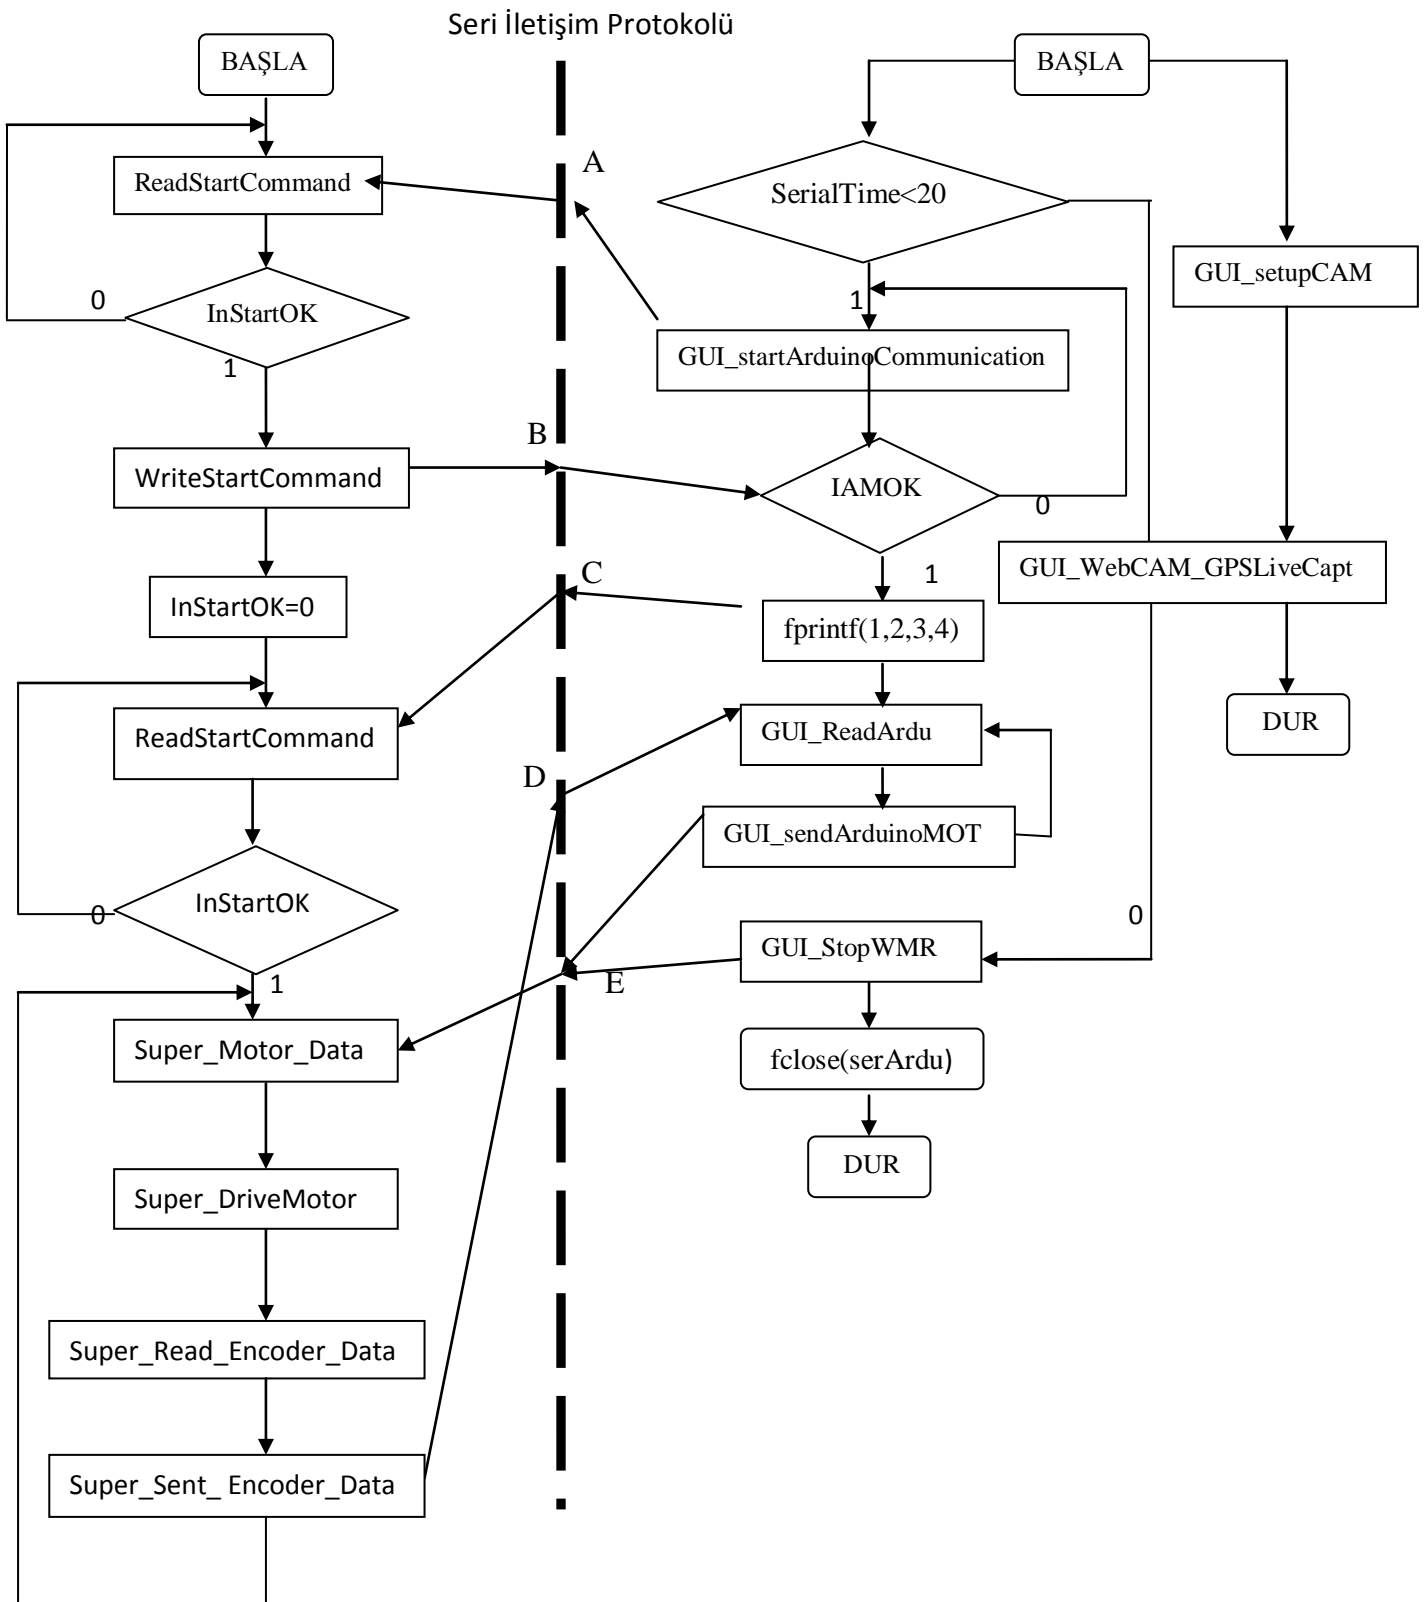 Seri İletişim Protokolü
BAŞLA
BAŞLA
A
ReadStartCommand
SerialTime<20
GUI_setupCAM
0
InStartOK
1
1
GUI_startArduinoCommunication
B
WriteStartCommand
IAMOK
0
C
1
GUI_WebCAM_GPSLiveCapt
InStartOK=0
fprintf(1,2,3,4)
ReadStartCommand
GUI_ReadArdu
DUR
D
GUI_sendArduinoMOT
0
InStartOK
0
GUI_StopWMR
1
E
Super_Motor_Data
fclose(serArdu)
DUR
Super_DriveMotor
Super_Read_Encoder_Data
Super_Sent_ Encoder_Data